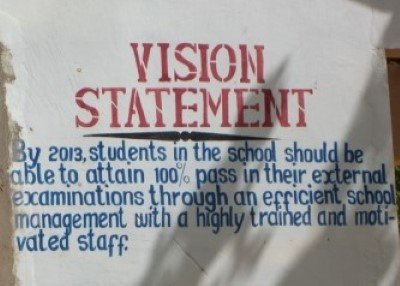 VISION
STATEMENT
By 2013, students in the school should be
able to attain 100% pass in their external
examinations through an efficient school
management with a highly trained and moti-
vated staff.